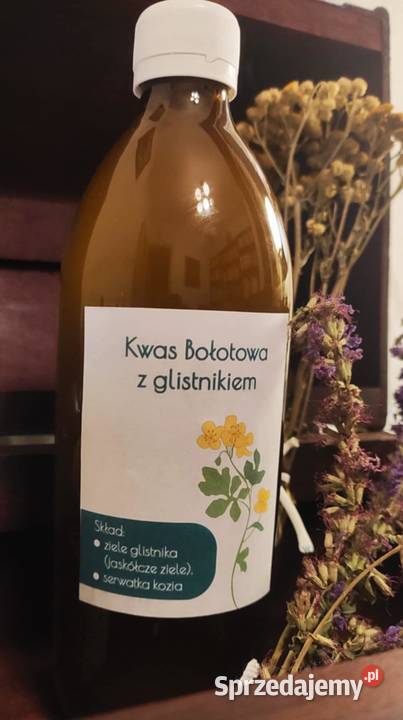 Kwas Bołotowa
z glistnikiem
Skład:
• ziele glistnika
(jaskółcze ziele),
• serwatka kozia
Sprzedajemy.pl